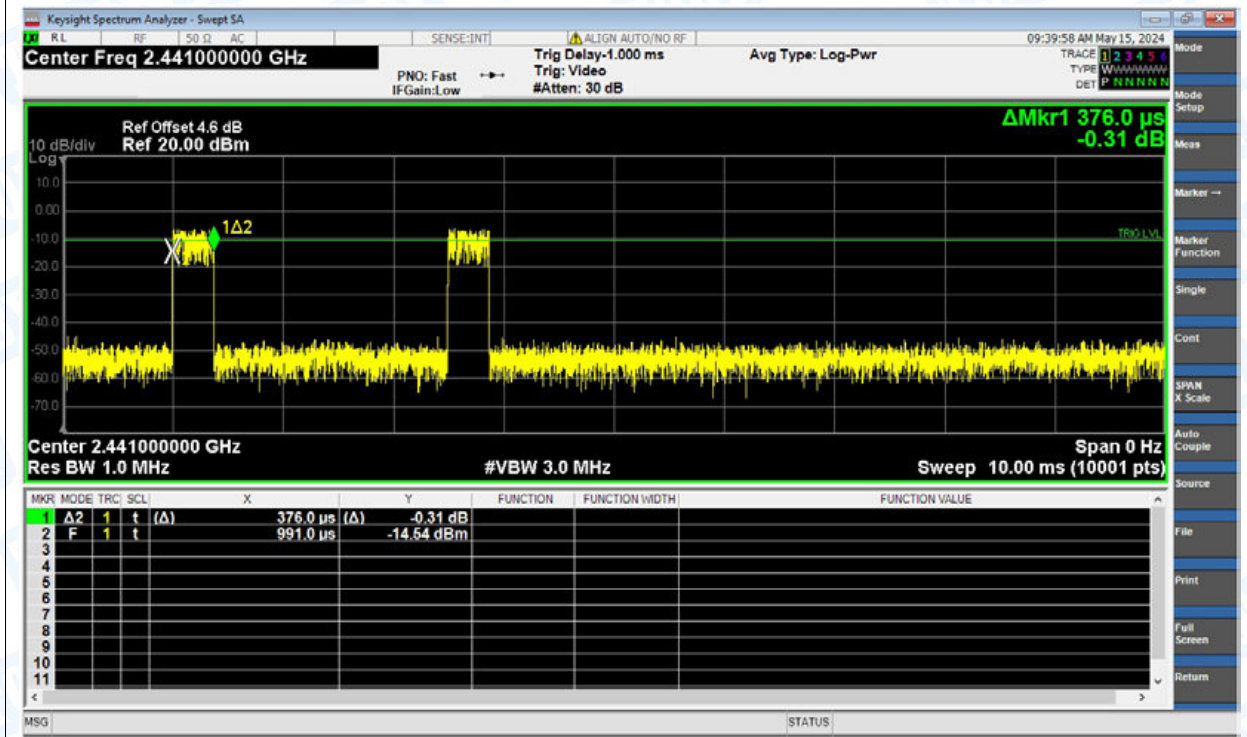 Keysight Spectrum Analyzer - Swept SA
RL RF 50 Ω AC SENSE:INT ALIGN AUTO/NO RF 09:39:58 AM May 15, 2024
Center Freq 2.441000000 GHz
PNO: Fast
IFGain:Low
Trig Delay-1.000 ms
Trig: Video
#Atten: 30 dB
Avg Type: Log-Pwr
TRACE 1 2 3 4 5 6
TYPE WWWWWW
DET P N N N N N
Ref Offset 4.6 dB
10 dB/div Ref 20.00 dBm
Log
ΔMkr1 376.0 µs
-0.31 dB
10.0
0.00
-10.0
-20.0
-30.0
-40.0
-50.0
-60.0
-70.0
1Δ2
TRIG LVL
Center 2.441000000 GHz Span 0 Hz
Res BW 1.0 MHz #VBW 3.0 MHz Sweep 10.00 ms (10001 pts)
MKR MODE TRC SCL X Y FUNCTION FUNCTION WIDTH FUNCTION VALUE
1 Δ2 1 t (Δ) 376.0 µs (Δ) -0.31 dB
2 F 1 t 991.0 µs -14.54 dBm
3
4
5
6
7
8
9
10
11
MSG STATUS
Mode
Mode
Setup
Meas
Marker →
Marker
Function
Single
Cont
SPAN
X Scale
Auto
Couple
Source
File
Print
Full
Screen
Return